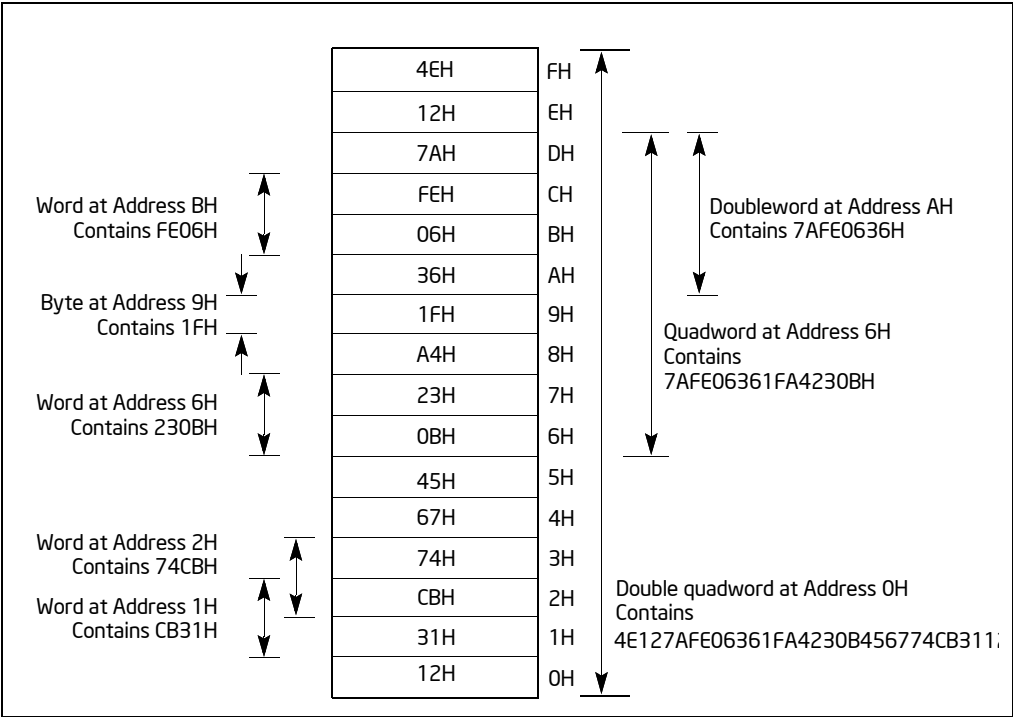 4EH FH
12H EH
7AH DH
FEH CH
06H BH
36H AH
1FH 9H
A4H 8H
23H 7H
0BH 6H
45H 5H
67H 4H
74H 3H
CBH 2H
31H 1H
12H 0H
Word at Address BH
Contains FE06H
Byte at Address 9H
Contains 1FH
Word at Address 6H
Contains 230BH
Word at Address 2H
Contains 74CBH
Word at Address 1H
Contains CB31H
Doubleword at Address AH
Contains 7AFE0636H
Quadword at Address 6H
Contains
7AFE06361FA4230BH
Double quadword at Address 0H
Contains
4E127AFE06361FA4230B456774CB311